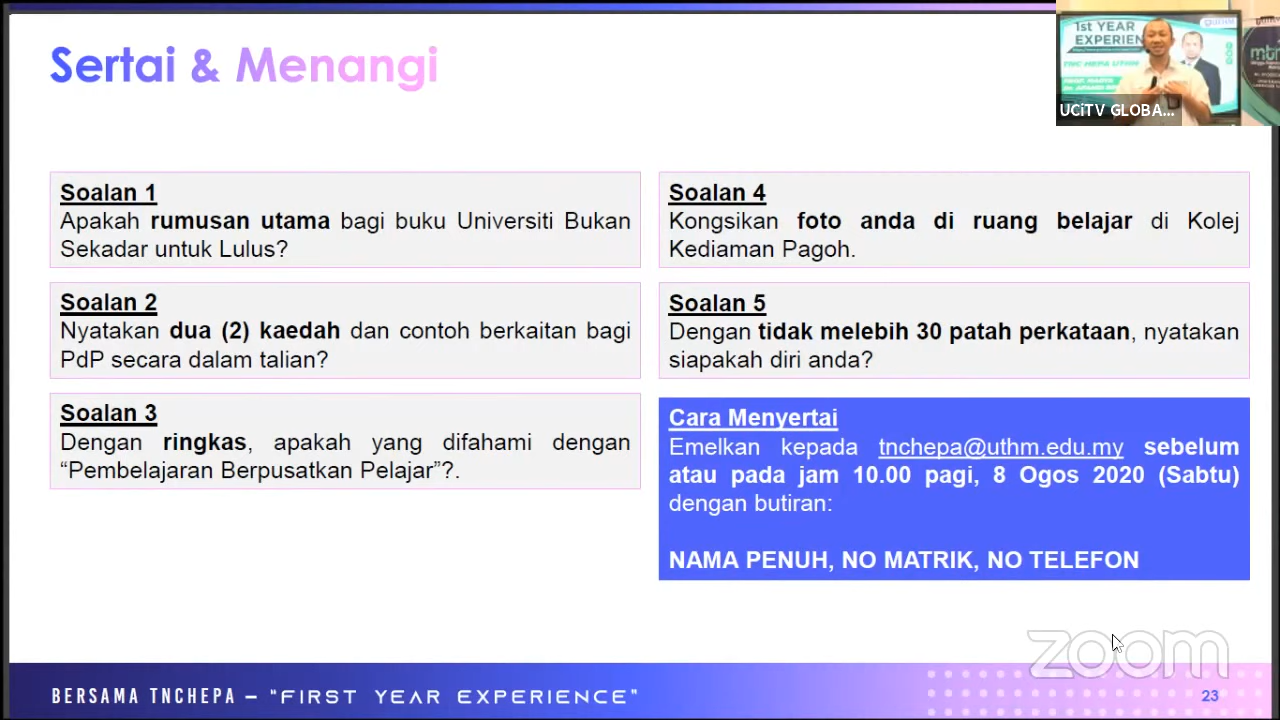 Sertai & Menangi
1st YEAR
EXPERIEN
TNC HEPA UTHM
UCiTV GLOBA...
Soalan 1
Apakah rumusan utama bagi buku Universiti Bukan
Sekadar untuk Lulus?
Soalan 2
Nyatakan dua (2) kaedah dan contoh berkaitan bagi
PdP secara dalam talian?
Soalan 3
Dengan ringkas, apakah yang difahami dengan
“Pembelajaran Berpusatkan Pelajar”?.
Soalan 4
Kongsikan foto anda di ruang belajar di Kolej
Kediaman Pagoh.
Soalan 5
Dengan tidak melebih 30 patah perkataan, nyatakan
siapakah diri anda?
Cara Menyertai
Emelkan kepada tnchepa@uthm.edu.my sebelum
atau pada jam 10.00 pagi, 8 Ogos 2020 (Sabtu)
dengan butiran:
NAMA PENUH, NO MATRIK, NO TELEFON
zoom
BERSAMA TNCHEPA – “FIRST YEAR EXPERIENCE”
23